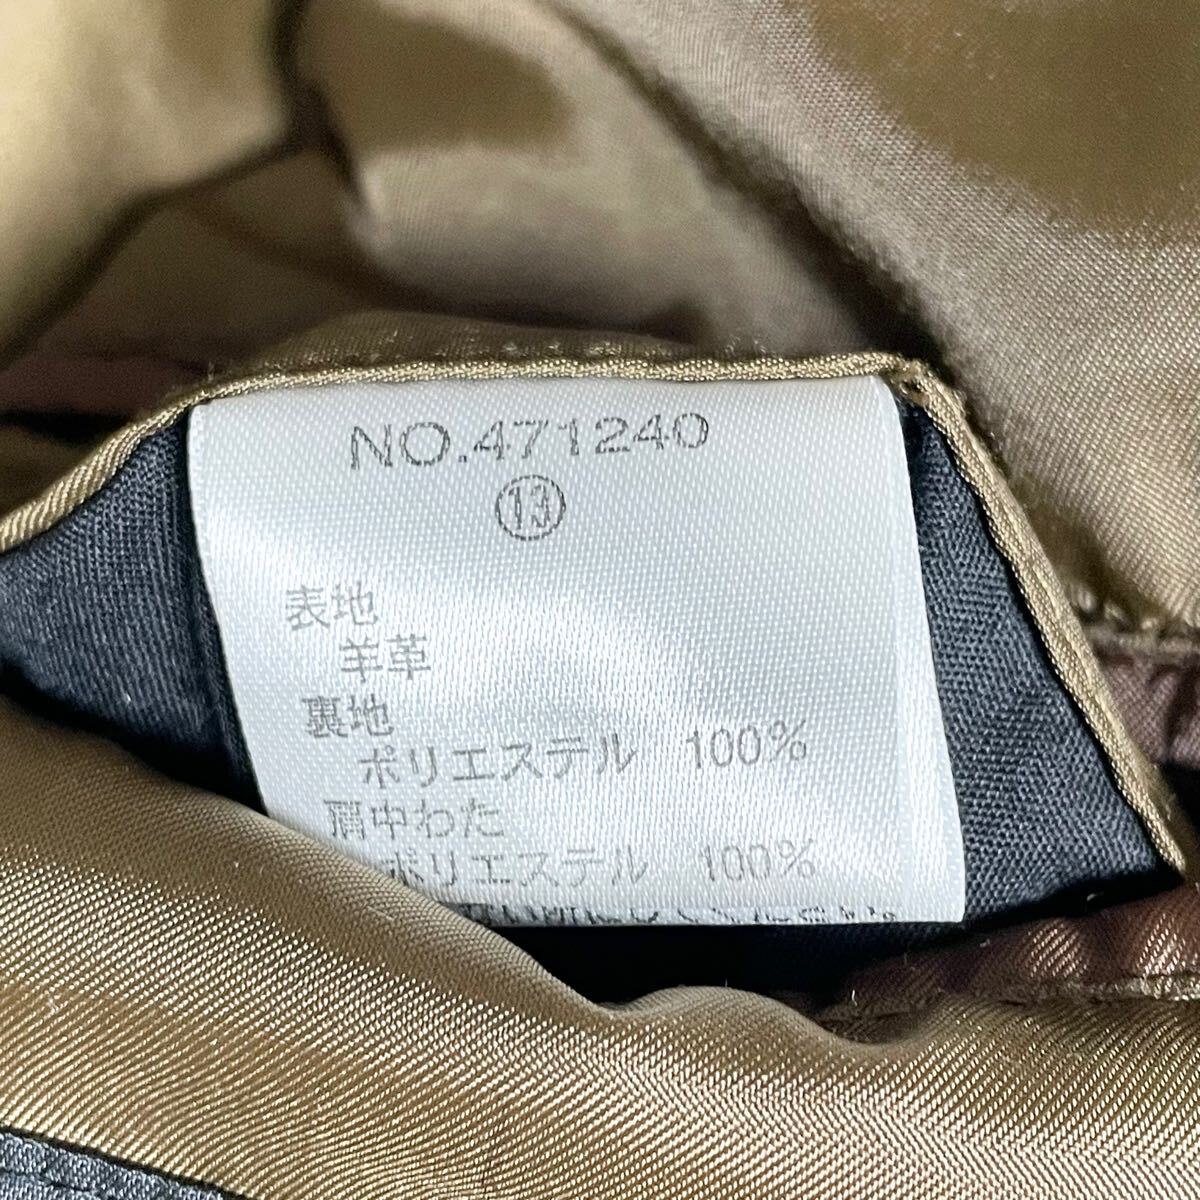 NO.471240
⑬
表地
羊革
裏地
ポリエステル 100%
肩中わた
ポリエステル 100%